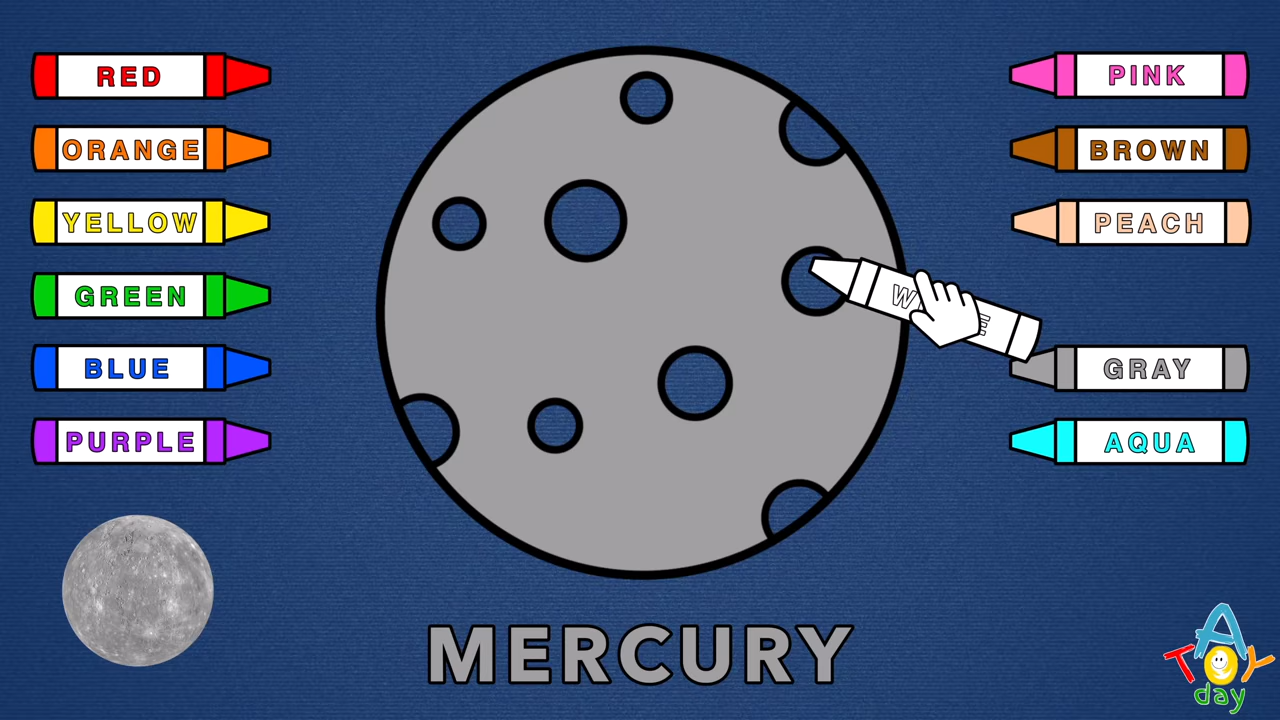 RED
ORANGE
YELLOW
GREEN
BLUE
PURPLE
PINK
BROWN
PEACH
GRAY
AQUA
MERCURY
A
TOY
day